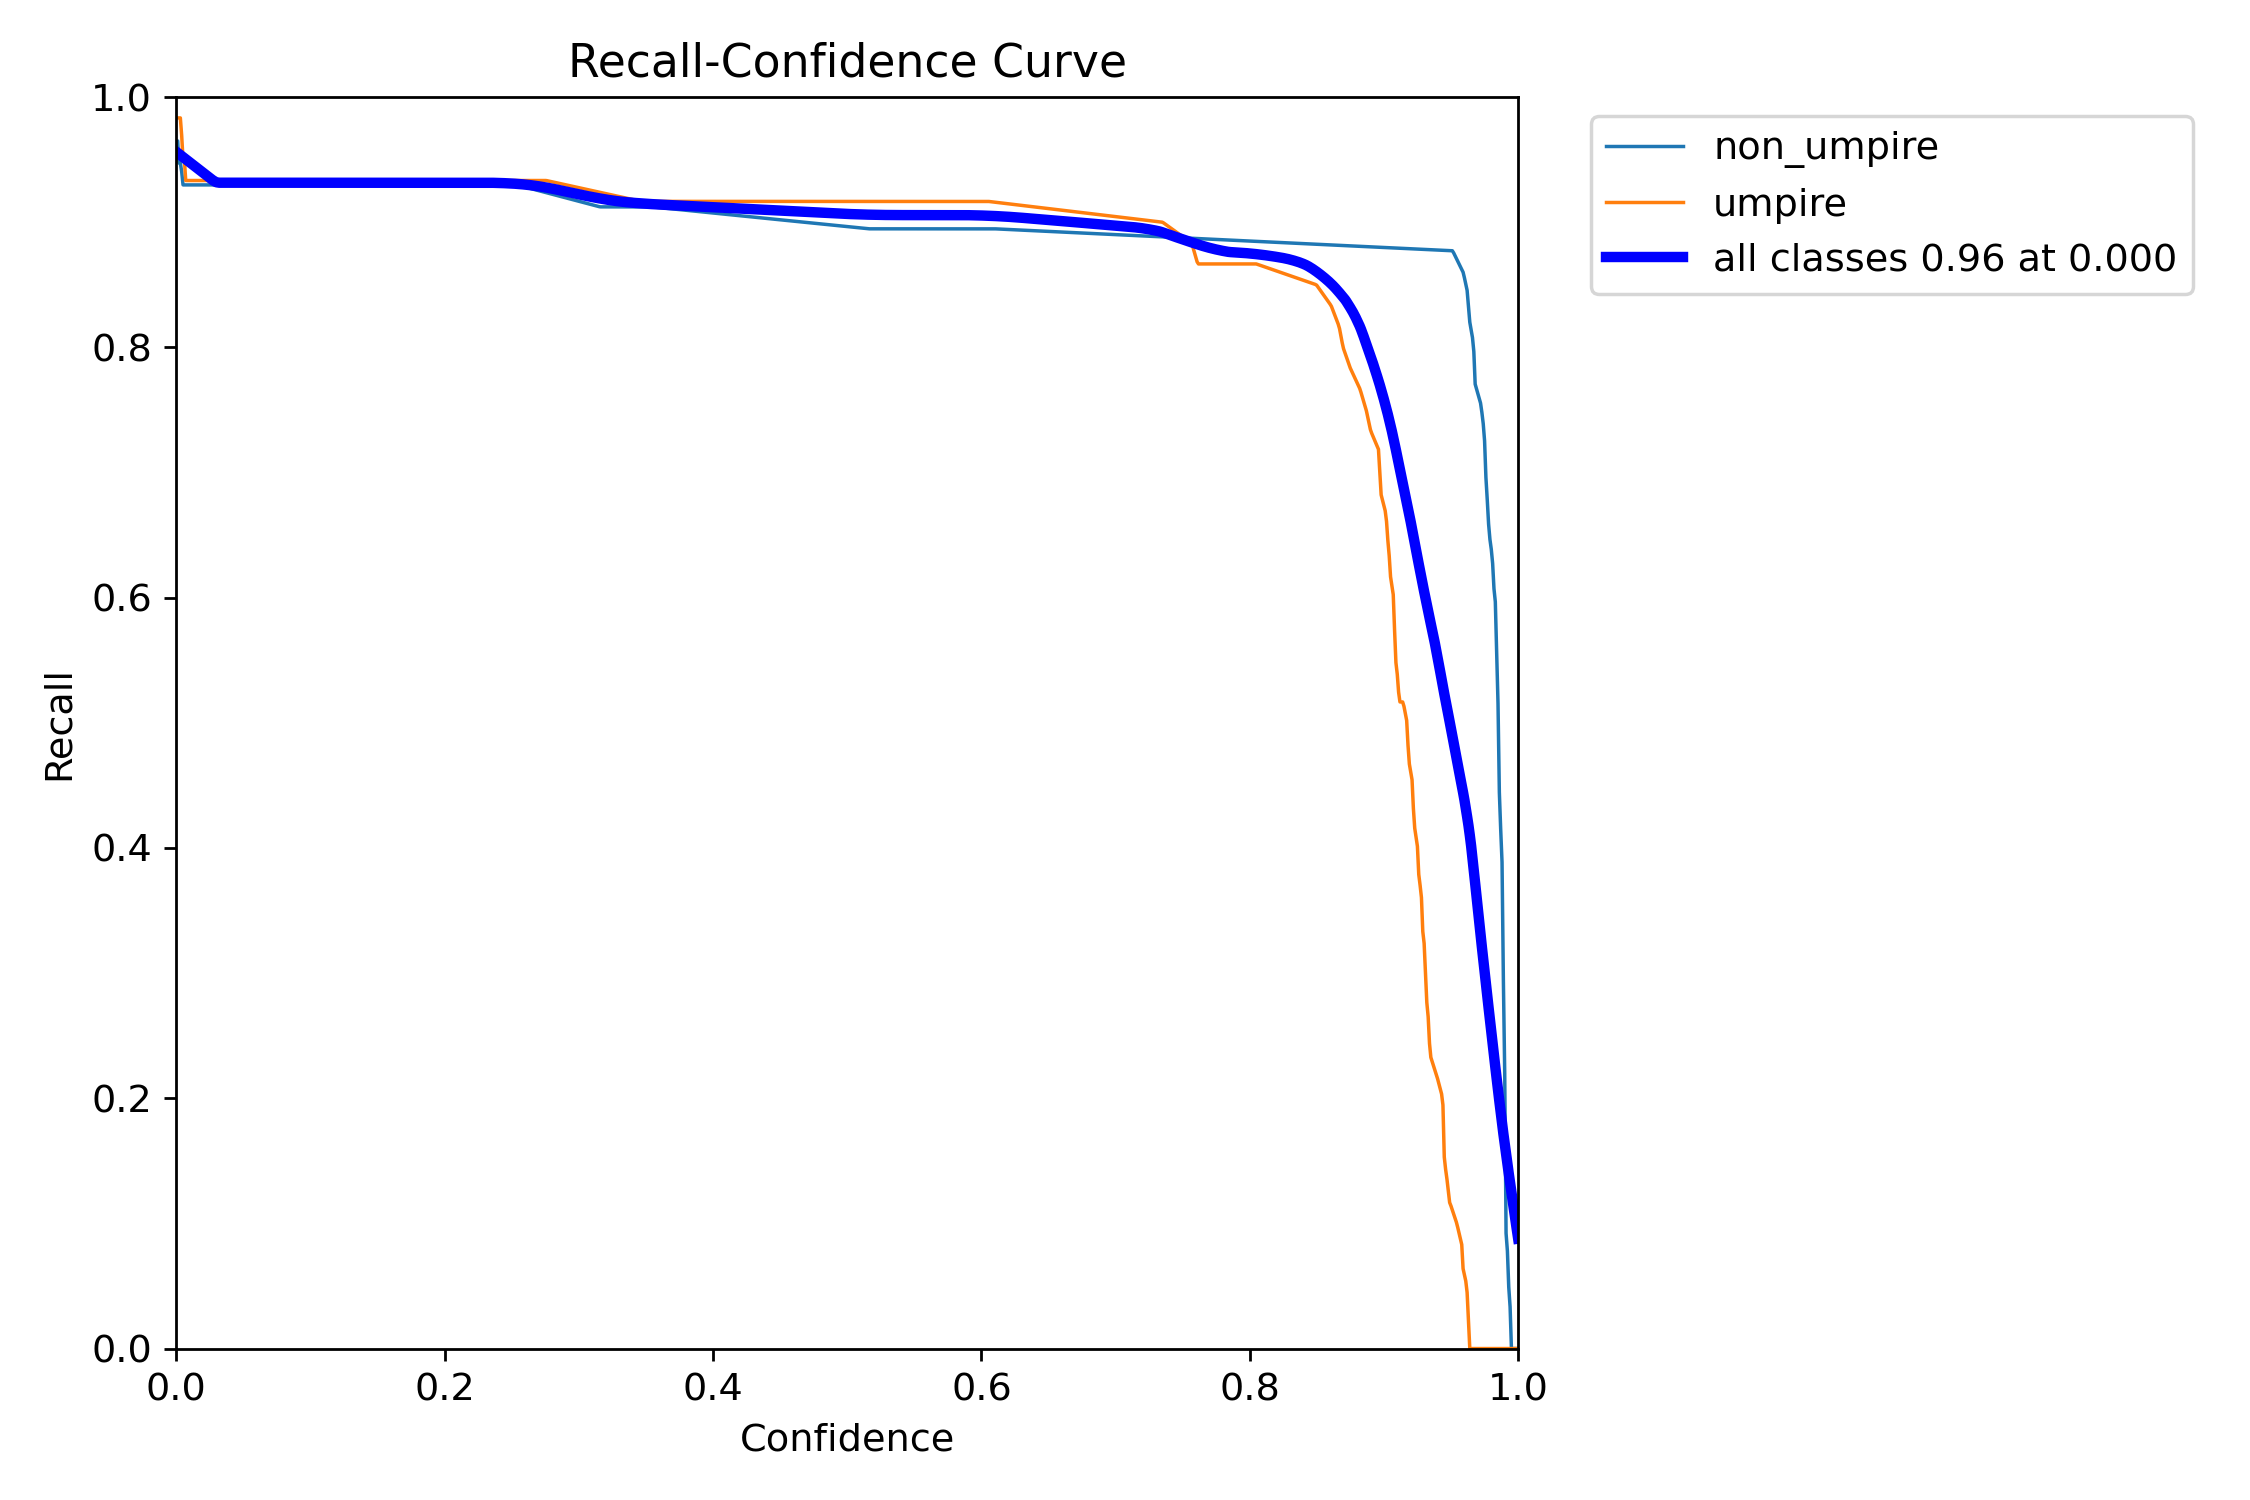 Recall-Confidence Curve
non_umpire
umpire
all classes 0.96 at 0.000
1.0
0.8
0.6
0.4
0.2
0.0
Recall
0.0 0.2 0.4 0.6 0.8 1.0
Confidence